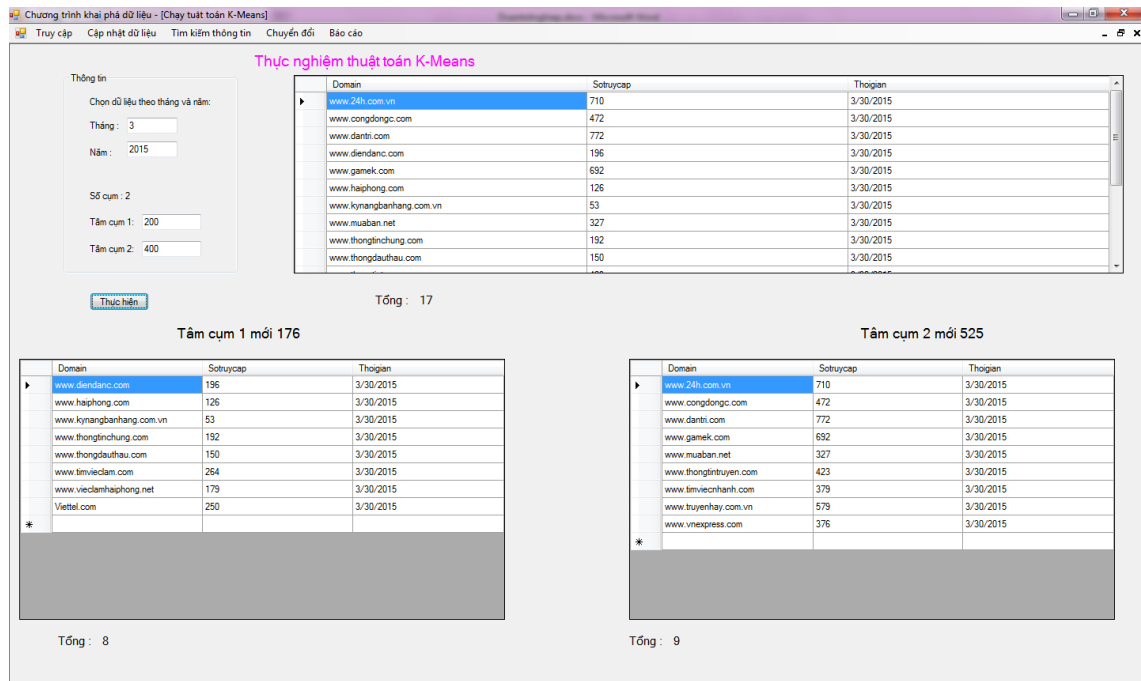 Chương trình khai phá dữ liệu - [Chạy tuật toán K-Means]
Truy cập Cập nhật dữ liệu Tìm kiếm thông tin Chuyển đổi Báo cáo
Thực nghiệm thuật toán K-Means
Thông tin
Chọn dữ liệu theo tháng và năm:
Tháng : 3
Năm : 2015
Số cụm : 2
Tâm cụm 1: 200
Tâm cụm 2: 400
Thực hiện
Domain Sotruycap Thoigian
www.24h.com.vn 710 3/30/2015
www.congdongc.com 472 3/30/2015
www.dantri.com 772 3/30/2015
www.diendanc.com 196 3/30/2015
www.gamek.com 692 3/30/2015
www.haiphong.com 126 3/30/2015
www.kynangbanhang.com.vn 53 3/30/2015
www.muaban.net 327 3/30/2015
www.thongtinchung.com 192 3/30/2015
www.thongdauthau.com 150 3/30/2015
Tổng : 17
Tâm cụm 1 mới 176
Domain Sotruycap Thoigian
www.diendanc.com 196 3/30/2015
www.haiphong.com 126 3/30/2015
www.kynangbanhang.com.vn 53 3/30/2015
www.thongtinchung.com 192 3/30/2015
www.thongdauthau.com 150 3/30/2015
www.timvieclam.com 264 3/30/2015
www.vieclamhaiphong.net 179 3/30/2015
Viettel.com 250 3/30/2015
Tổng : 8
Tâm cụm 2 mới 525
Domain Sotruycap Thoigian
www.24h.com.vn 710 3/30/2015
www.congdongc.com 472 3/30/2015
www.dantri.com 772 3/30/2015
www.gamek.com 692 3/30/2015
www.muaban.net 327 3/30/2015
www.thongtintruyen.com 423 3/30/2015
www.timviecnhanh.com 379 3/30/2015
www.truyenhay.com.vn 579 3/30/2015
www.vnexpress.com 376 3/30/2015
Tổng : 9